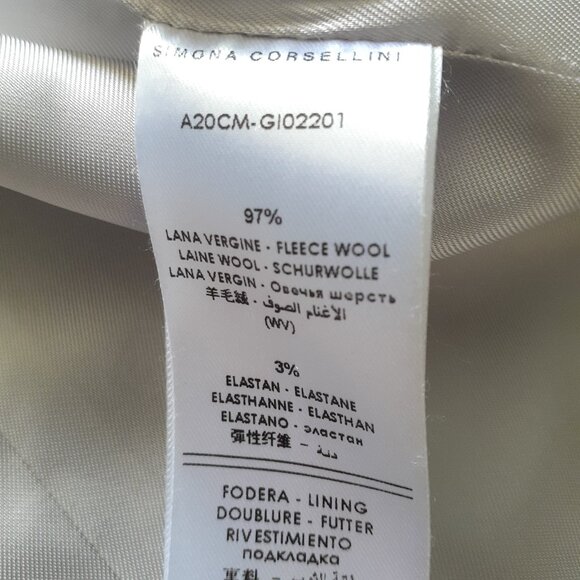 SIMONA CORSELLINI
A20CM-GI02201
97%
LANA VERGINE - FLEECE WOOL
LAINE WOOL - SCHURWOLLE
LANA VERGIN - Овечья шерсть
羊毛絨 - الأغنام الصوف
(WV)
3%
ELASTAN - ELASTANE
ELASTHANNE - ELASTHAN
ELASTANO - эластан
弹性纤维 -
FODERA - LINING
DOUBLURE - FUTTER
RIVESTIMIENTO
подкладка
裏料